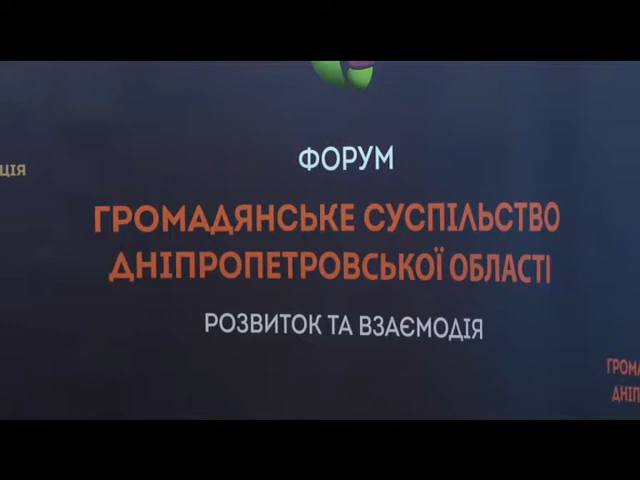 ФОРУМ
ГРОМАДЯНСЬКЕ СУСПІЛЬСТВО
ДНІПРОПЕТРОВСЬКОЇ ОБЛАСТІ
РОЗВИТОК ТА ВЗАЄМОДІЯ